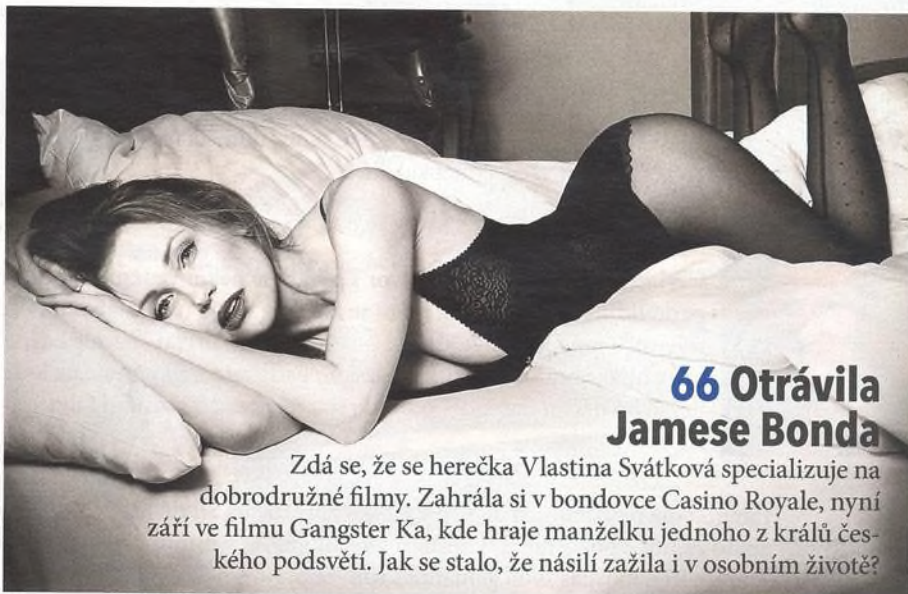 66 Otrávila
Jamese Bonda
Zdá se, že se herečka Vlastina Svátková specializuje na
dobrodružné filmy. Zahrála si v bondovce Casino Royale, nyní
září ve filmu Gangster Ka, kde hraje manželku jednoho z králů čes-
kého podsvětí. Jak se stalo, že násilí zažila i v osobním životě?